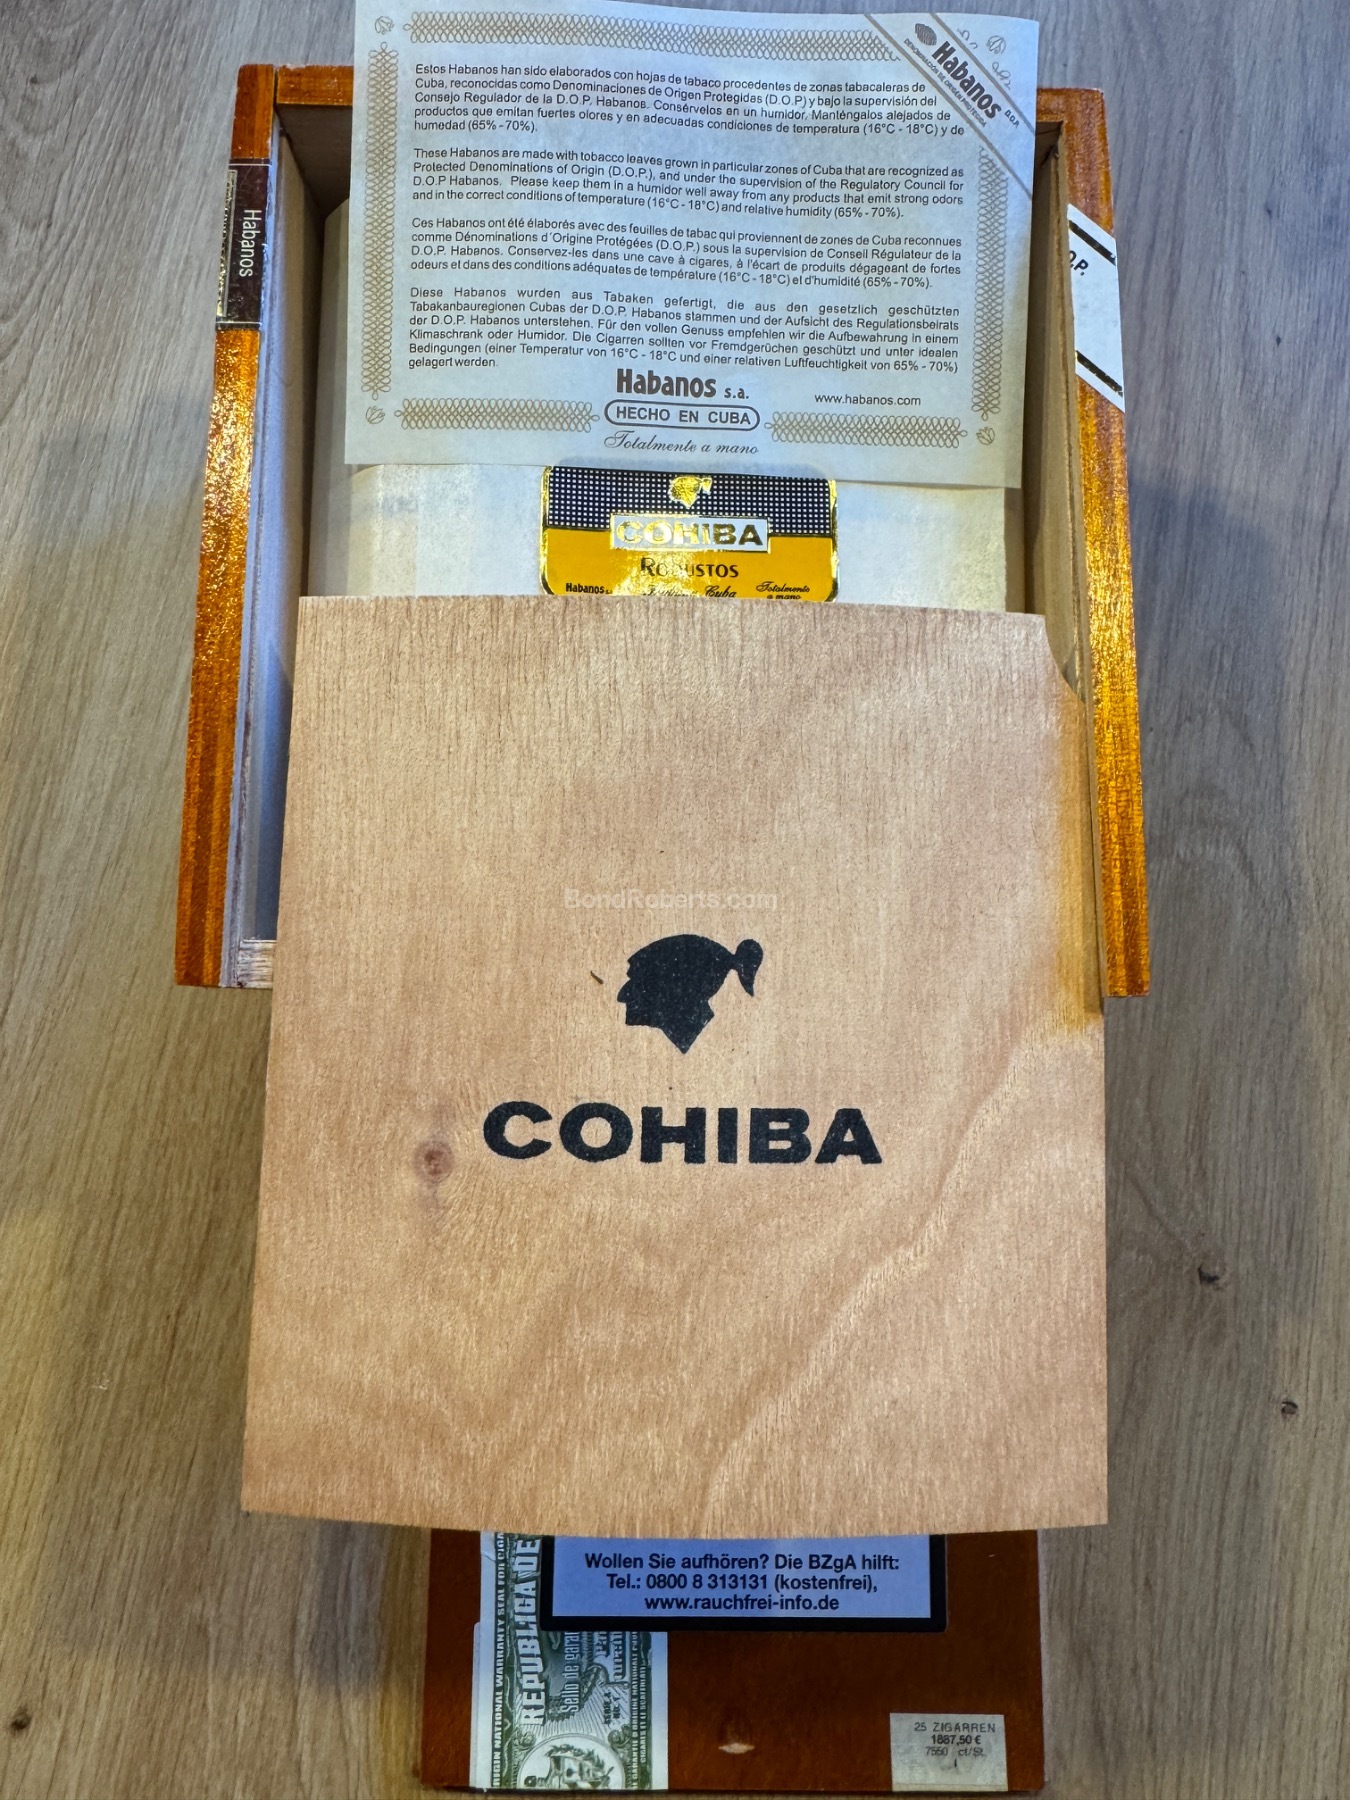 Habanos
DENOMINACIÓN DE ORIGEN PROTEGIDA
D.O.P.
Estos Habanos han sido elaborados con hojas de tabaco procedentes de zonas tabacaleras de
Cuba, reconocidas como Denominaciones de Origen Protegidas (D.O.P.) y bajo la supervisión del
Consejo Regulador de la D.O.P. Habanos. Consérvelos en un humidor. Manténgalos alejados de
productos que emitan fuertes olores y en adecuadas condiciones de temperatura (16°C - 18°C) y de
humedad (65% - 70%).
These Habanos are made with tobacco leaves grown in particular zones of Cuba that are recognized as
Protected Denominations of Origin (D.O.P.), and under the supervision of the Regulatory Council for
D.O.P Habanos. Please keep them in a humidor well away from any products that emit strong odors
and in the correct conditions of temperature (16°C - 18°C) and relative humidity (65% - 70%).
Ces Habanos ont été élaborés avec des feuilles de tabac qui proviennent de zones de Cuba reconnues
comme Dénominations d´Origine Protégées (D.O.P.) sous la supervision de Conseil Régulateur de la
D.O.P. Habanos. Conservez-les dans une cave à cigares, à l'écart de produits dégageant de fortes
odeurs et dans des conditions adéquates de température (16°C - 18°C) et d'humidité (65% - 70%).
Diese Habanos wurden aus Tabaken gefertigt, die aus den gesetzlich geschützten
Tabakanbauregionen Cubas der D.O.P. Habanos stammen und der Aufsicht des Regulationsbeirats
der D.O.P. Habanos unterstehen. Für den vollen Genuss empfehlen wir die Aufbewahrung in einem
Klimaschrank oder Humidor. Die Cigarren sollten vor Fremdgerüchen geschützt und unter idealen
Bedingungen (einer Temperatur von 16°C - 18°C und einer relativen Luftfeuchtigkeit von 65% - 70%)
gelagert werden.
Habanos s.a.
HECHO EN CUBA
Totalmente a mano
www.habanos.com
Habanos
O.P.
COHIBA
ROBUSTOS
Habanos
Cuba
Totalmente
a mano
BondRoberts.com
COHIBA
Wollen Sie aufhören? Die BZgA hilft:
Tel.: 0800 8 313131 (kostenfrei),
www.rauchfrei-info.de
NATIONAL WARRANTY SEAL FOR
REPUBLICA DE
Sello de
25 ZIGARREN
1887,50 €
7550 ct/St.